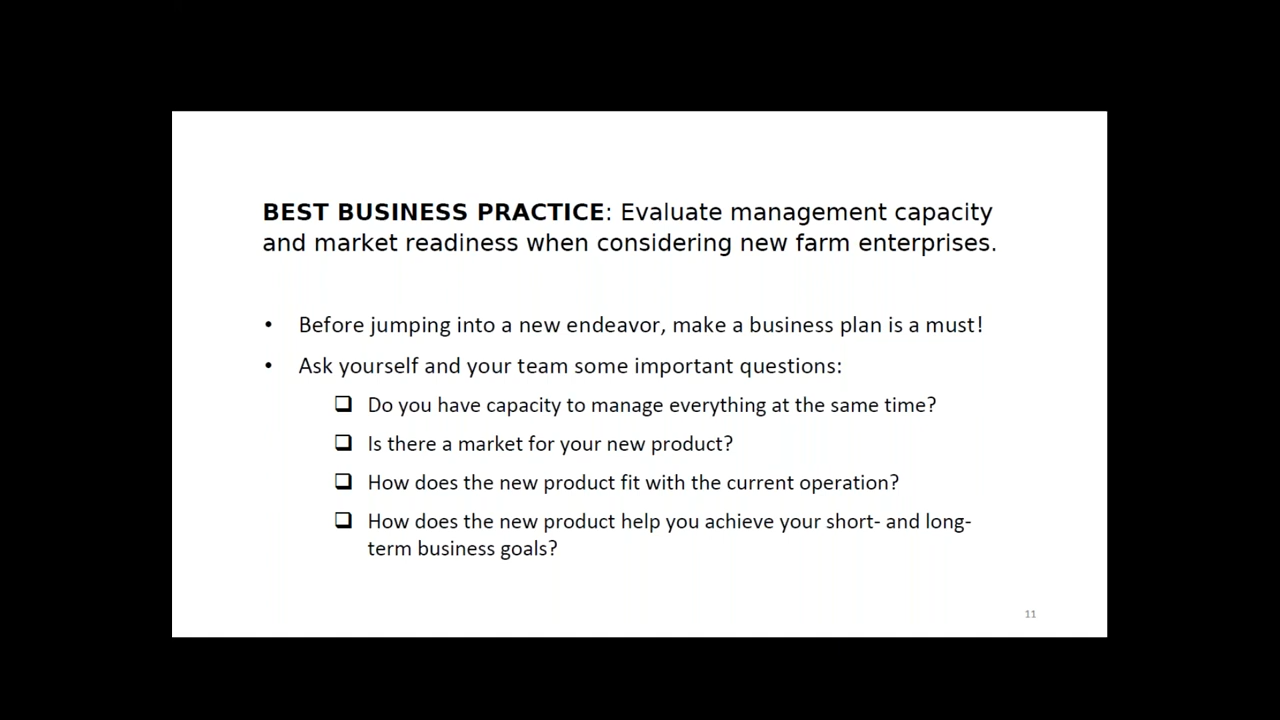 BEST BUSINESS PRACTICE: Evaluate management capacity
and market readiness when considering new farm enterprises.
• Before jumping into a new endeavor, make a business plan is a must!
• Ask yourself and your team some important questions:
❑ Do you have capacity to manage everything at the same time?
❑ Is there a market for your new product?
❑ How does the new product fit with the current operation?
❑ How does the new product help you achieve your short- and long-
term business goals?
11